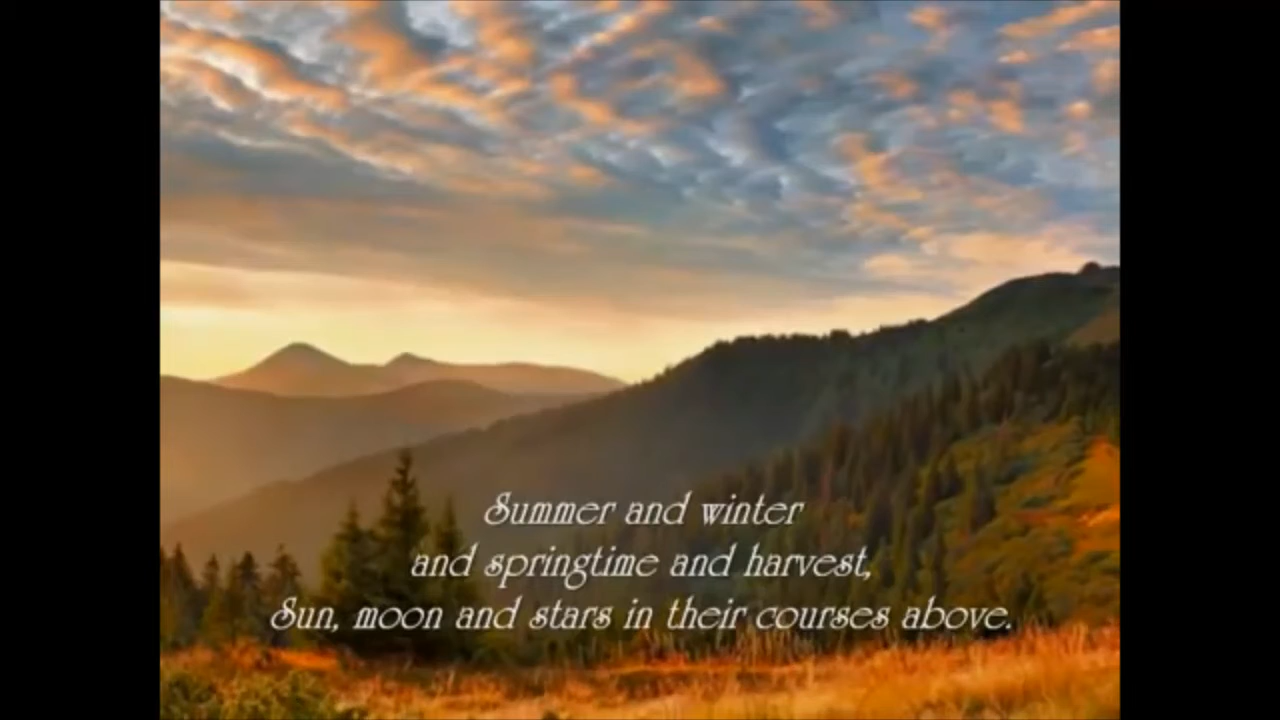 Summer and winter
and springtime and harvest,
Sun, moon and stars in their courses above.